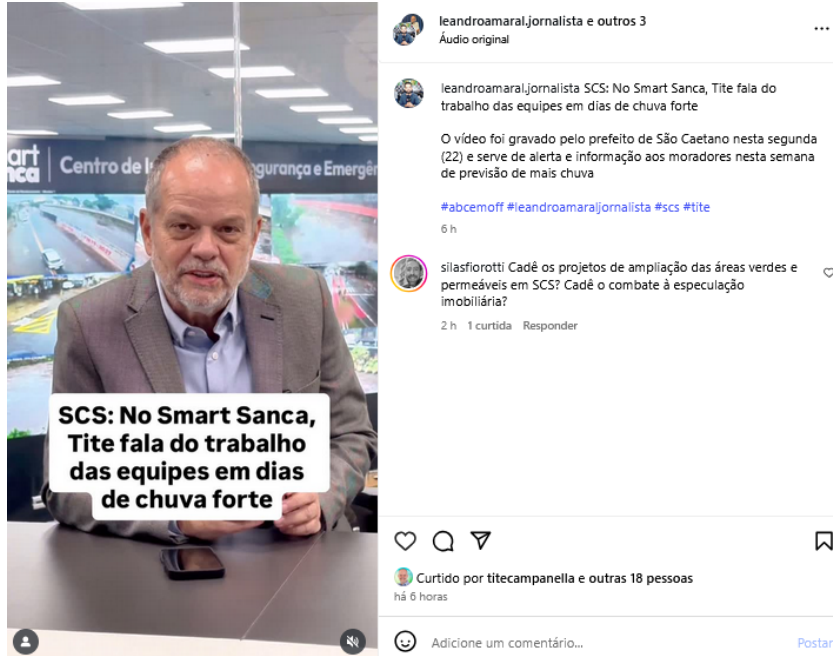 leandroamaral.jornalista e outros 3
Áudio original
art
nca
Centro de I
gurança e Emergên
SCS: No Smart Sanca,
Tite fala do trabalho
das equipes em dias
de chuva forte
leandroamaral.jornalista SCS: No Smart Sanca, Tite fala do
trabalho das equipes em dias de chuva forte
O vídeo foi gravado pelo prefeito de São Caetano nesta segunda
(22) e serve de alerta e informação aos moradores nesta semana
de previsão de mais chuva
#abcemoff #leandroamaraljornalista #scs #tite
6 h
silasfiorotti Cadê os projetos de ampliação das áreas verdes e
permeáveis em SCS? Cadê o combate à especulação
imobiliária?
2 h 1 curtida Responder
Curtido por titecampanella e outras 18 pessoas
há 6 horas
Adicione um comentário...
Postar